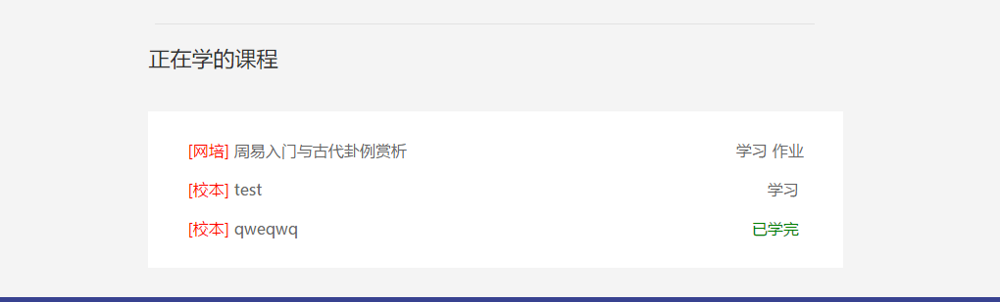 正在学的课程
[网培] 周易入门与古代卦例赏析 学习 作业
[校本] test 学习
[校本] qweqwq 已学完